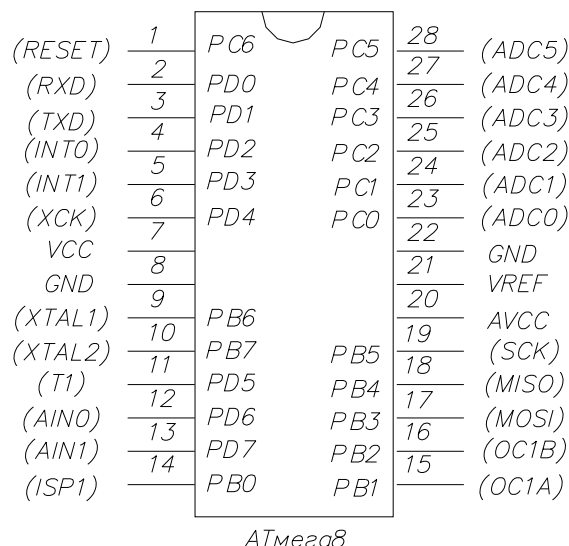 (RESET) 1 PC6 PC5 28 (ADC5)
(RXD) 2 PD0 PC4 27 (ADC4)
(TXD) 3 PD1 PC3 26 (ADC3)
(INT0) 4 PD2 PC2 25 (ADC2)
(INT1) 5 PD3 PC1 24 (ADC1)
(XCK) 6 PD4 PC0 23 (ADC0)
VCC 7 22 GND
GND 8 21 VREF
(XTAL1) 9 PB6 20 AVCC
(XTAL2) 10 PB7 PB5 19 (SCK)
(T1) 11 PD5 PB4 18 (MISO)
(AIN0) 12 PD6 PB3 17 (MOSI)
(AIN1) 13 PD7 PB2 16 (OC1B)
(ISP1) 14 PB0 PB1 15 (OC1A)
АТмега8